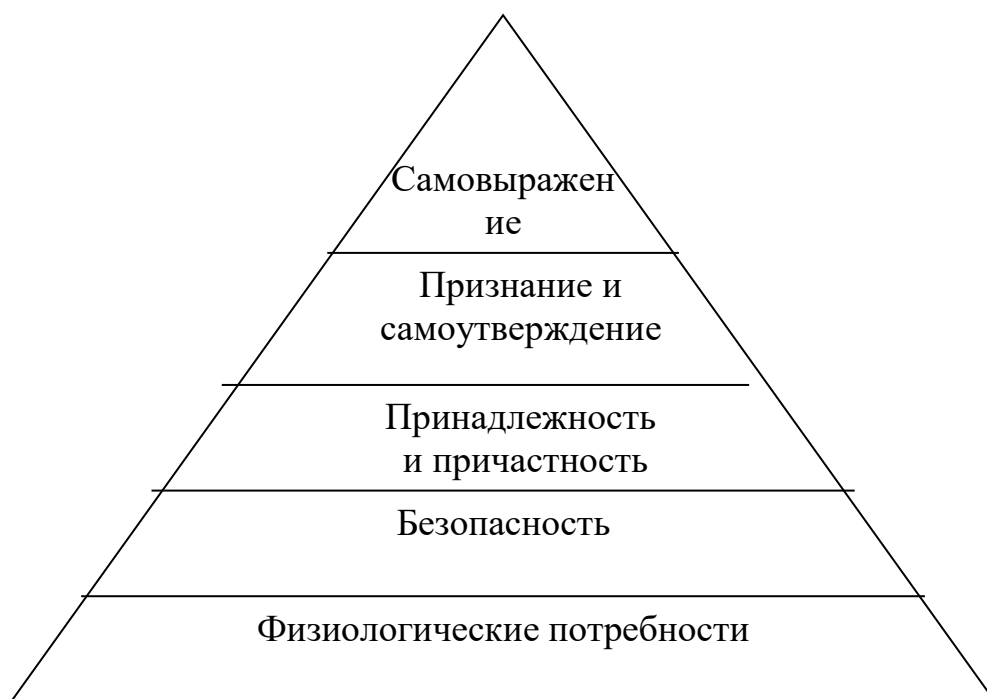 Самовыражен
ие
Признание и
самоутверждение
Принадлежность
и причастность
Безопасность
Физиологические потребности